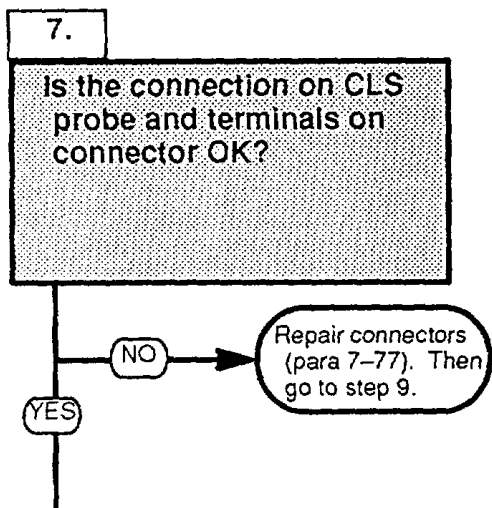 7.
Is the connection on CLS
probe and terminals on
connector OK?
NO
Repair connectors
(para 7–77). Then
go to step 9.
YES